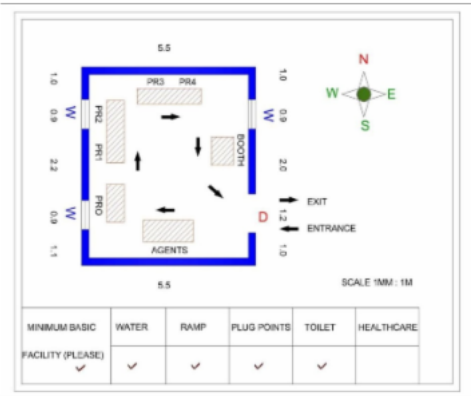 5.5
N
W E
S
1.0
W
0.9
2.2
W
0.9
1.1
PR3 PR4
PR2
PR1
PRO
BOOTH
AGENTS
1.0
W
0.9
2.0
D
1.2
1.0
EXIT
ENTRANCE
5.5
SCALE 1MM : 1M
MINIMUM BASIC
FACILITY (PLEASE)
WATER
RAMP
PLUG POINTS
TOILET
HEALTHCARE